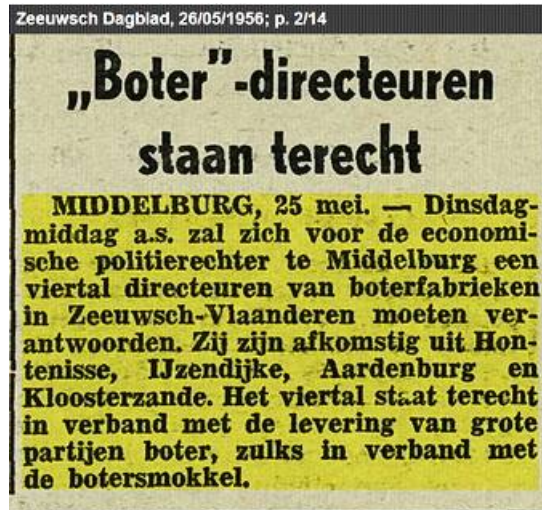 Zeeuwsch Dagblad, 26/05/1956; p. 2/14
„Boter”-directeuren
staan terecht
MIDDELBURG, 25 mei. — Dinsdag-
middag a.s. zal zich voor de economi-
sche politierechter te Middelburg een
viertal directeuren van boterfabrieken
in Zeeuwsch-Vlaanderen moeten ver-
antwoorden. Zij zijn afkomstig uit Hon-
tenisse, IJzendijke, Aardenburg en
Kloosterzande. Het viertal staat terecht
in verband met de levering van grote
partijen boter, zulks in verband met
de botersmokkel.